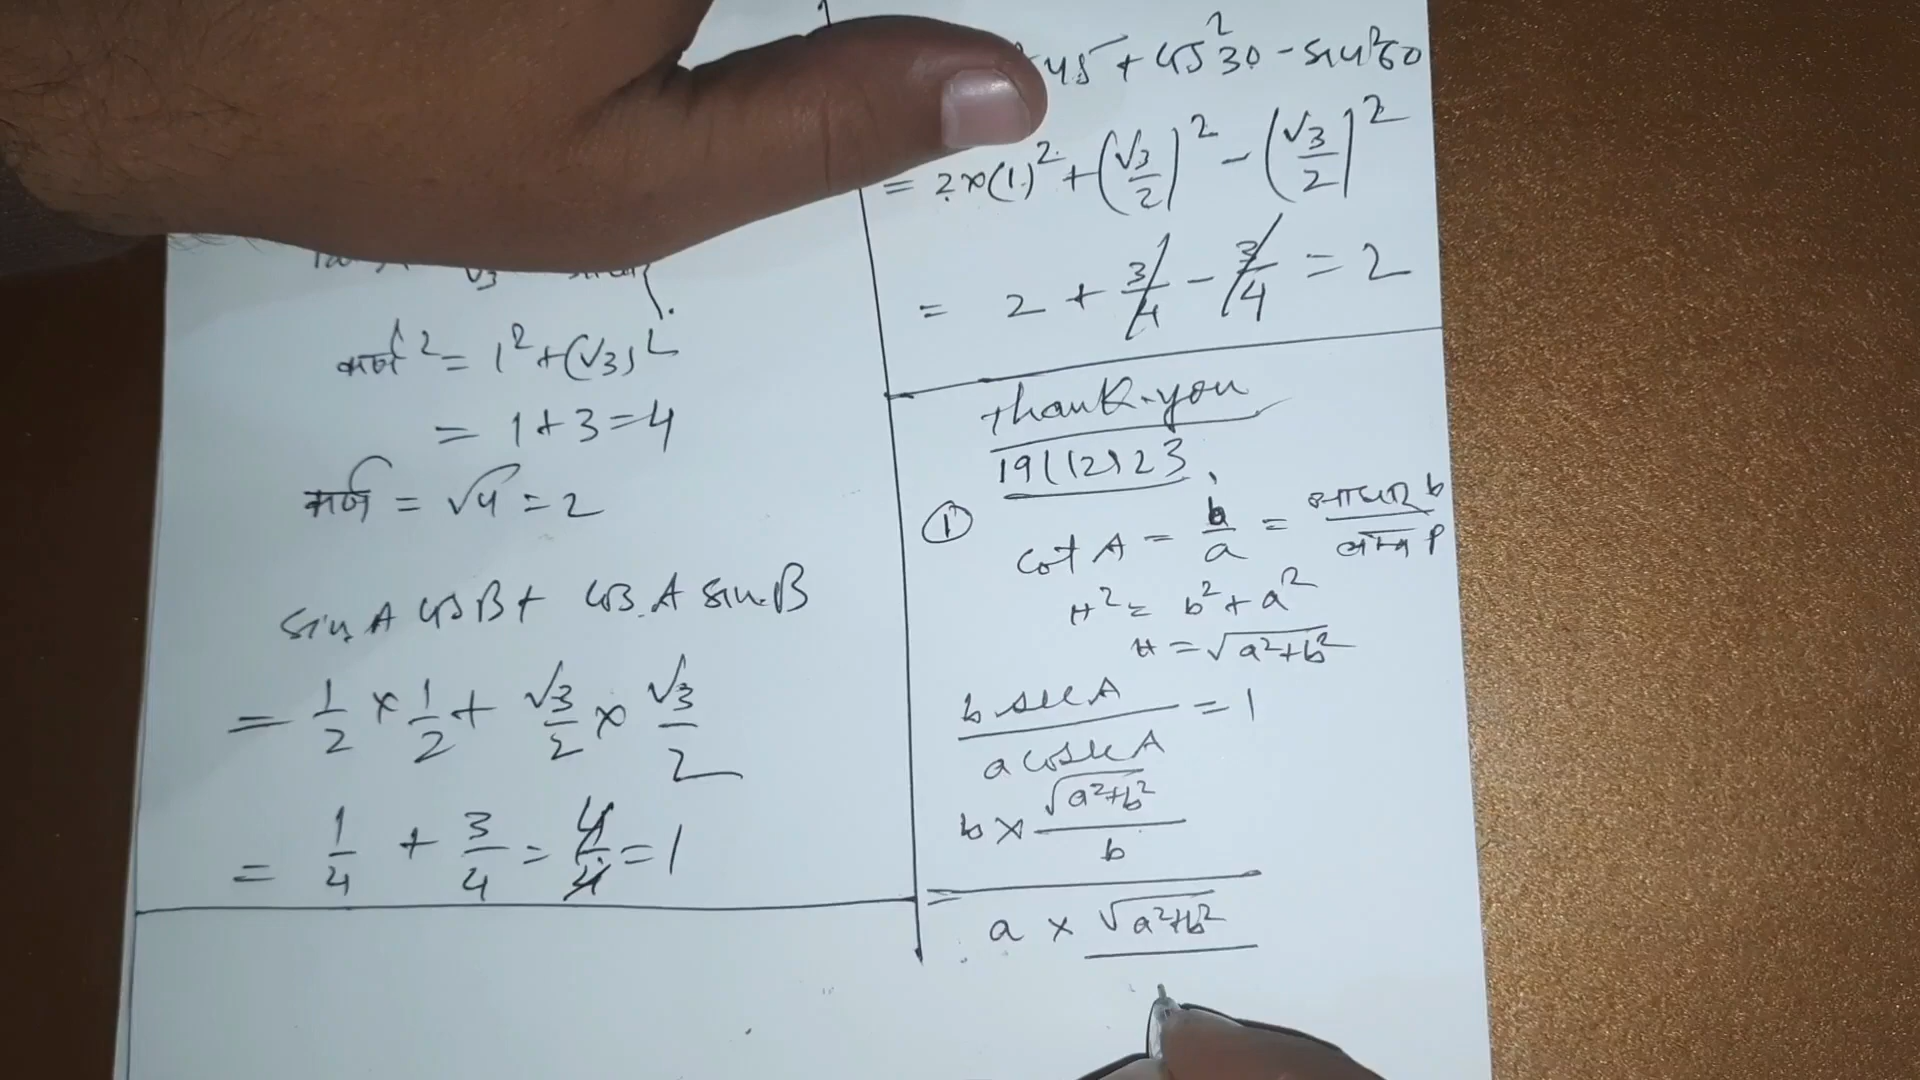 कर्ण² = 1² + (√3)²
= 1 + 3 = 4
कर्ण = √4 = 2
sin A cos B + cos A sin B
= 1/2 × 1/2 + √3/2 × √3/2
= 1/4 + 3/4 = 4/4 = 1
45 + cos²30 - sin²60
= 2×(1)² + (√3/2)² - (√3/2)²
= 2 + 3/4 - 3/4 = 2
Thank-you
19/12/23
① cot A = b/a = आधार b/लम्ब p
H² = b² + a²
H = √a²+b²
b sec A / a cosec A = 1
= b × √a²+b² / b
a × √a²+b²